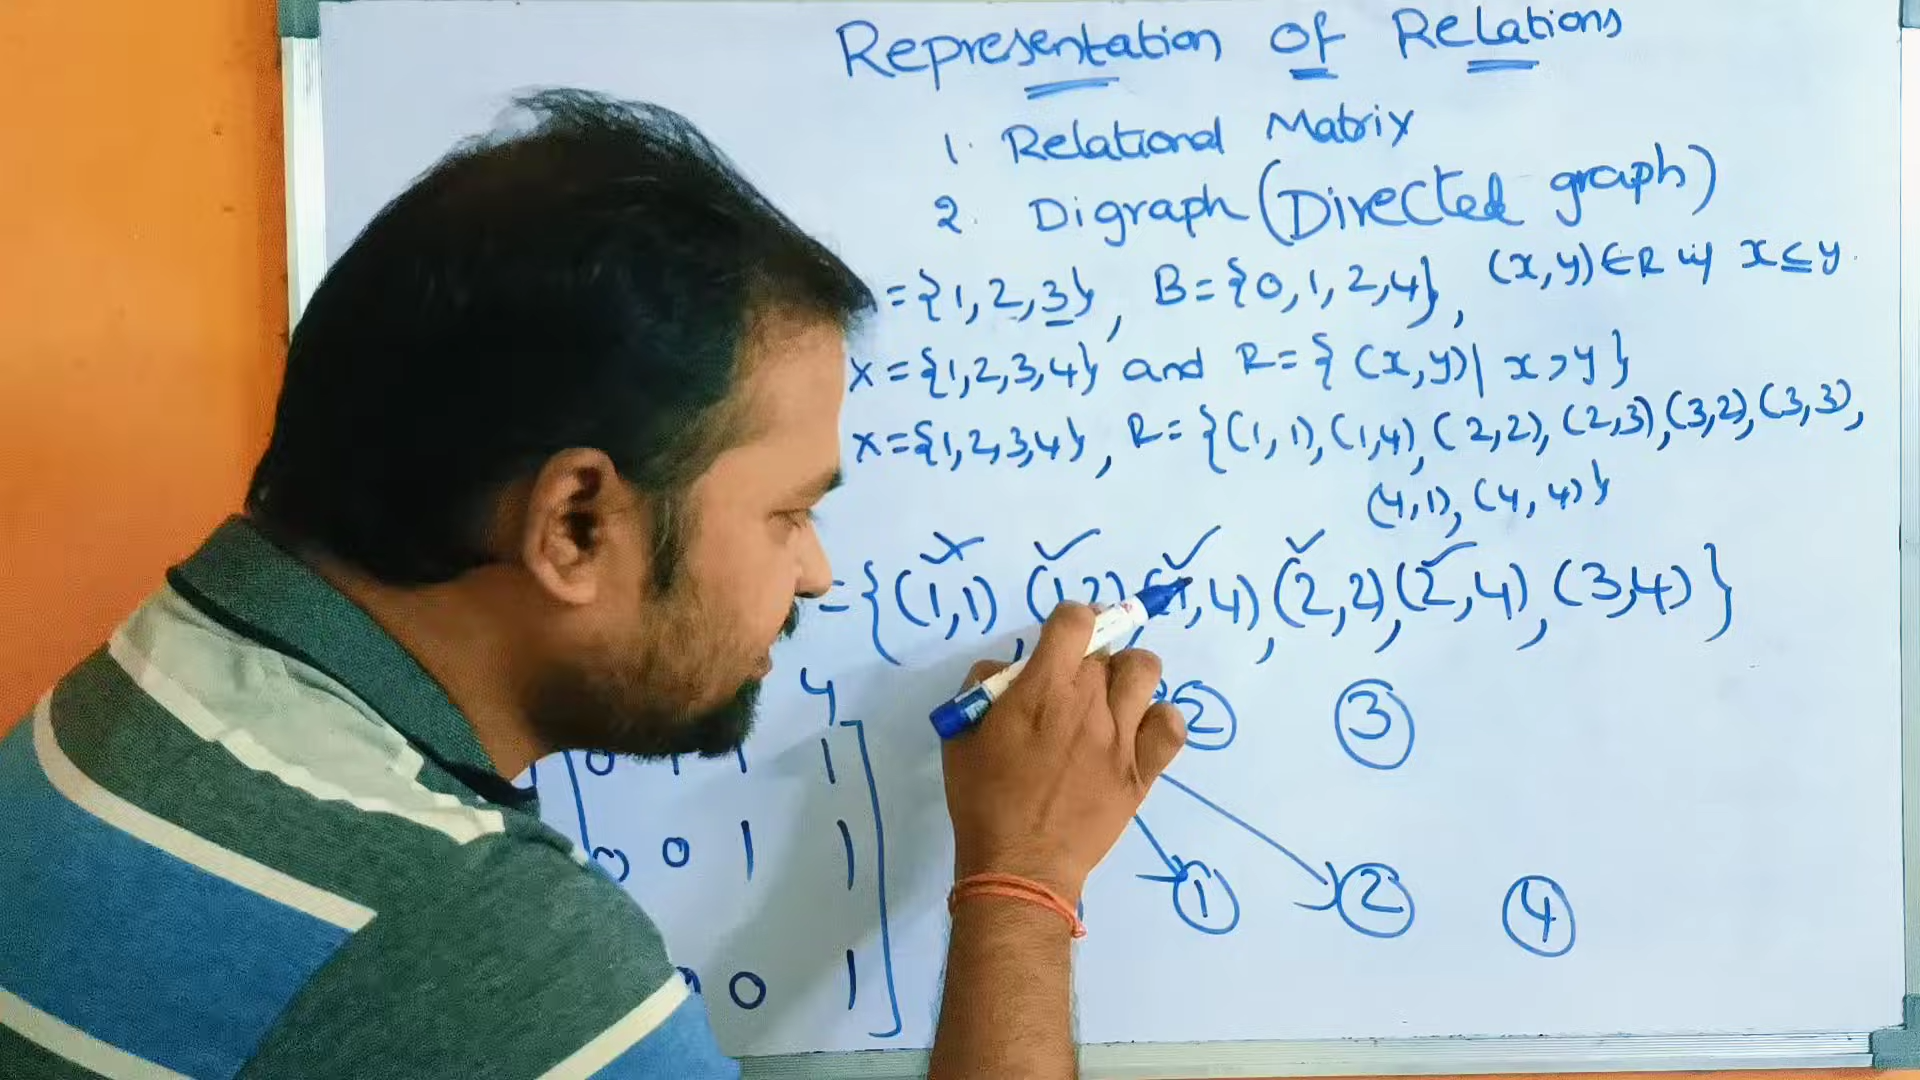 Representation of Relations
1. Relational Matrix
2. Digraph (Directed graph)
={1,2,3}, B={0,1,2,4}, (x,y)∈R iff x≤y.
X={1,2,3,4} and R={(x,y)| x>y}
X={1,2,3,4}, R={(1,1),(1,4),(2,2),(2,3),(3,2),(3,3),
(4,1),(4,4)}
={(1,1),(1,2),(1,4),(2,2),(2,4),(3,4)}
4
2 3
0 1 1 1
0 0 1 1
1 2 4
0 1